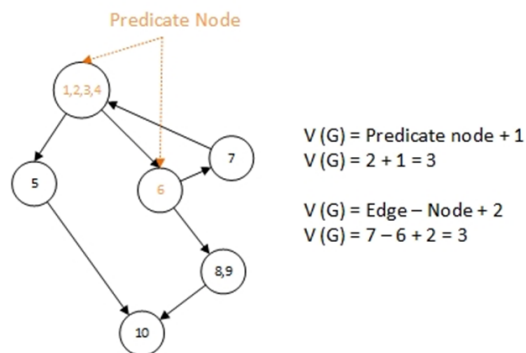 Predicate Node
1,2,3,4
7
5
6
8,9
10
V (G) = Predicate node + 1
V (G) = 2 + 1 = 3
V (G) = Edge – Node + 2
V (G) = 7 – 6 + 2 = 3